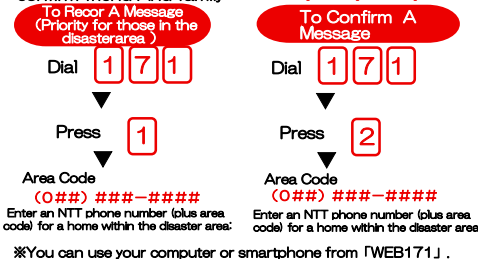 To Recor A Message
(Priority for those in the
disasterarea )
Dial 1 7 1
Press 1
Area Code
(0##) ###-####
Enter an NTT phone number (plus area
code) for a home within the disaster area:
To Confirm A
Message
Dial 1 7 1
Press 2
Area Code
(0##) ###-####
Enter an NTT phone number (plus area
code) for a home within the disaster area
※You can use your computer or smartphone from「WEB171」.